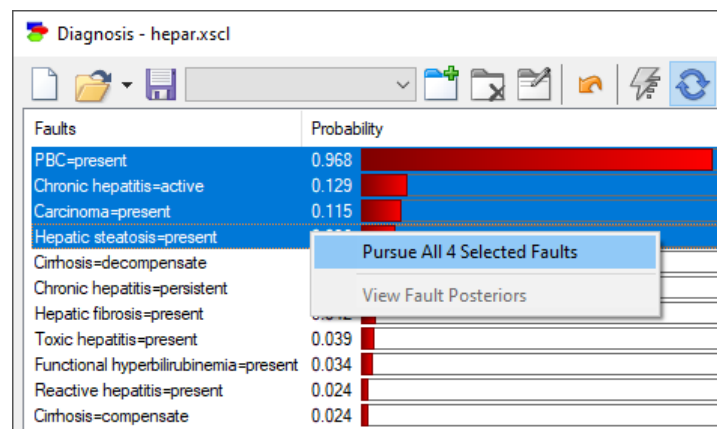 Diagnosis - hepar.xscl
Faults Probability
PBC=present 0.968
Chronic hepatitis=active 0.129
Carcinoma=present 0.115
Hepatic steatosis=present
Pursue All 4 Selected Faults
Cirrhosis=decompensate
Chronic hepatitis=persistent
View Fault Posteriors
Hepatic fibrosis=present
Toxic hepatitis=present 0.039
Functional hyperbilirubinemia=present 0.034
Reactive hepatitis=present 0.024
Cirrhosis=compensate 0.024